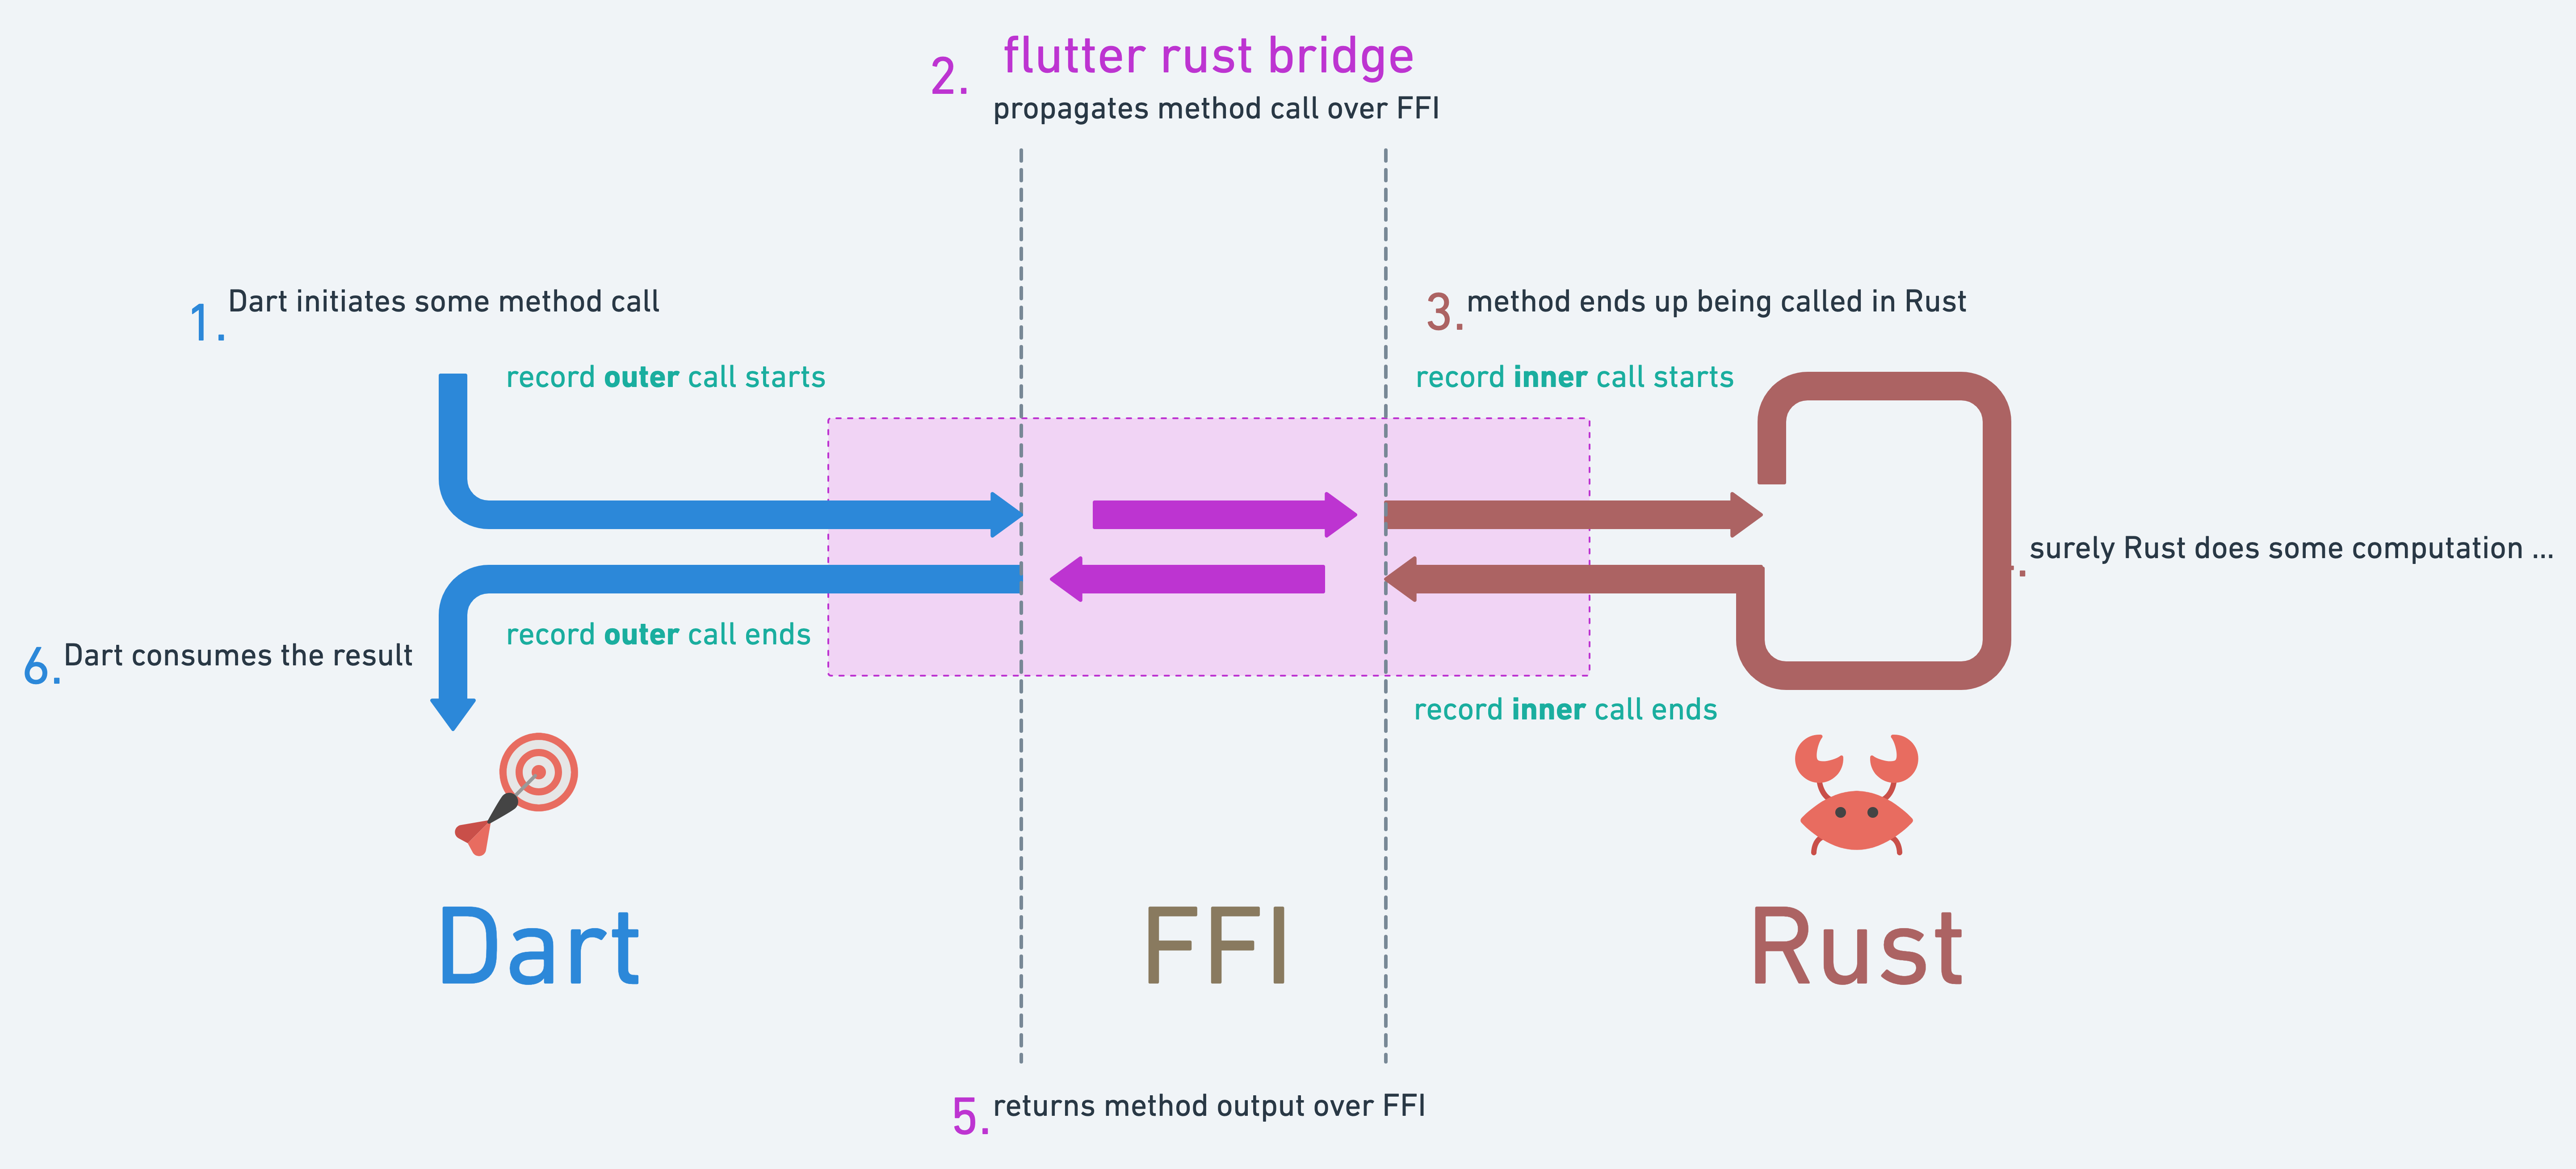 2. flutter rust bridge
propagates method call over FFI
1. Dart initiates some method call
3. method ends up being called in Rust
record outer call starts
record inner call starts
. surely Rust does some computation ...
record outer call ends
6. Dart consumes the result
record inner call ends
Dart
FFI
Rust
5. returns method output over FFI